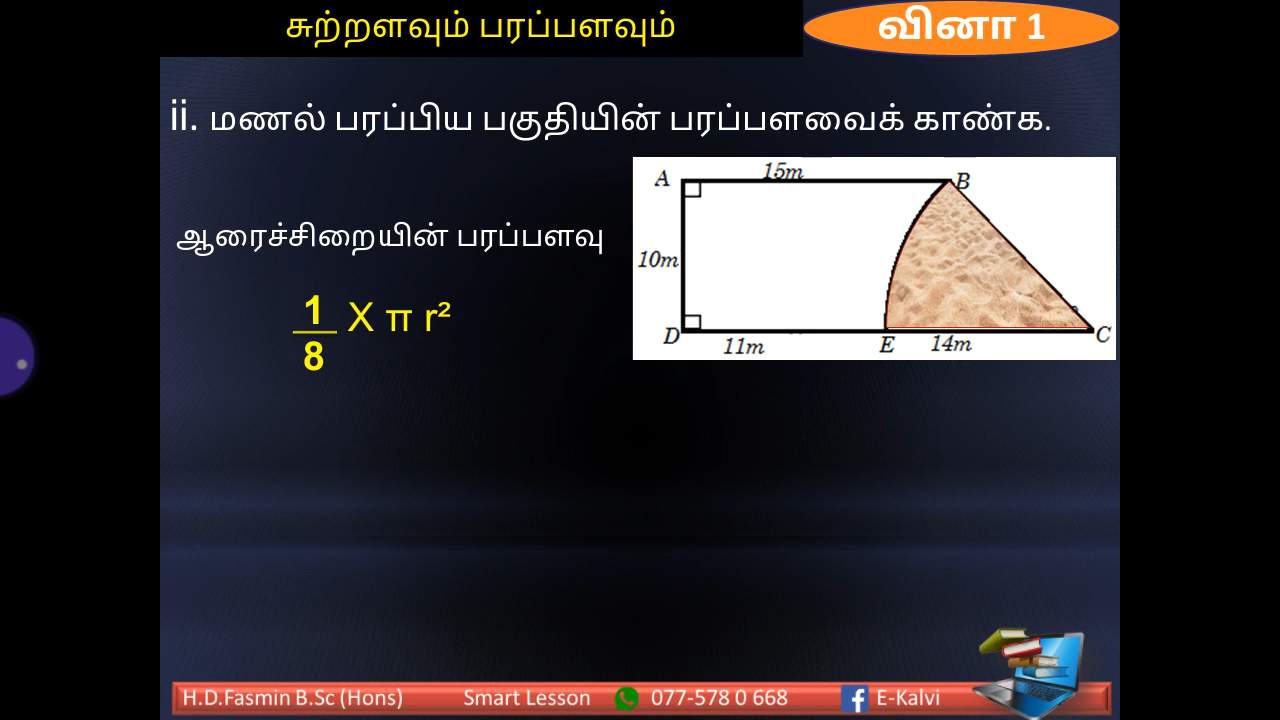 சுற்றளவும் பரப்பளவும்
வினா 1
ii. மணல் பரப்பிய பகுதியின் பரப்பளவைக் காண்க.
15m
A
B
ஆரைச்சிறையின் பரப்பளவு
10m
1
8
X π r²
D
11m
E
14m
C
H.D.Fasmin B.Sc (Hons) Smart Lesson 077-578 0 668 E-Kalvi